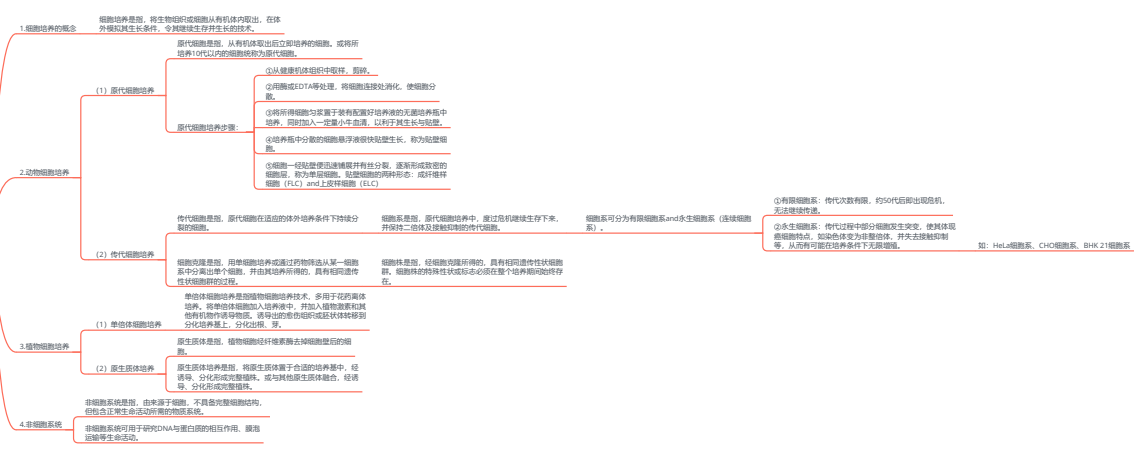 1.细胞培养的概念
细胞培养是指，将生物组织或细胞从有机体内取出，在体
外模拟其生长条件，令其继续生存并生长的技术。
2.动物细胞培养
（1）原代细胞培养
原代细胞是指，从有机体取出后立即培养的细胞。或将所
培养10代以内的细胞统称为原代细胞。
原代细胞培养步骤：
①从健康机体组织中取样，剪碎。
②用酶或EDTA等处理，将细胞连接处消化，使细胞分
散。
③将所得细胞匀浆置于装有配置好培养液的无菌培养瓶中
培养，同时加入一定量小牛血清，以利于其生长与贴壁。
④培养瓶中分散的细胞悬浮液很快贴壁生长，称为贴壁细
胞。
⑤细胞一经贴壁便迅速铺展并有丝分裂，逐渐形成致密的
细胞层，称为单层细胞。贴壁细胞的两种形态：成纤维样
细胞（FLC）and上皮样细胞（ELC）
（2）传代细胞培养
传代细胞是指，原代细胞在适应的体外培养条件下持续分
裂的细胞。
细胞系是指，原代细胞培养中，度过危机继续生存下来，
并保持二倍体及接触抑制的传代细胞。
细胞系可分为有限细胞系and永生细胞系（连续细胞
系）。
①有限细胞系：传代次数有限，约50代后即出现危机，
无法继续传递。
②永生细胞系：传代过程中部分细胞发生突变，使其体现
癌细胞特点，如染色体变为非整倍体，并失去接触抑制
等，从而有可能在培养条件下无限增殖。
如：HeLa细胞系、CHO细胞系、BHK 21细胞系
细胞克隆是指，用单细胞培养或通过药物筛选从某一细胞
系中分离出单个细胞，并由其培养所得的，具有相同遗传
性状细胞群的过程。
细胞株是指，经细胞克隆所得的，具有相同遗传性状细胞
群。细胞株的特殊性状或标志必须在整个培养期间始终存
在。
3.植物细胞培养
（1）单倍体细胞培养
单倍体细胞培养是指植物细胞培养技术，多用于花药离体
培养。将单倍体细胞加入培养液中，并加入植物激素和其
他有机物作诱导物质。诱导出的愈伤组织或胚状体转移到
分化培养基上，分化出根、芽。
（2）原生质体培养
原生质体是指，植物细胞经纤维素酶去掉细胞壁后的细
胞。
原生质体培养是指，将原生质体置于合适的培养基中，经
诱导、分化形成完整植株。或与其他原生质体融合，经诱
导、分化形成完整植株。
4.非细胞系统
非细胞系统是指，由来源于细胞，不具备完整细胞结构，
但包含正常生命活动所需的物质系统。
非细胞系统可用于研究DNA与蛋白质的相互作用、膜泡
运输等生命活动。